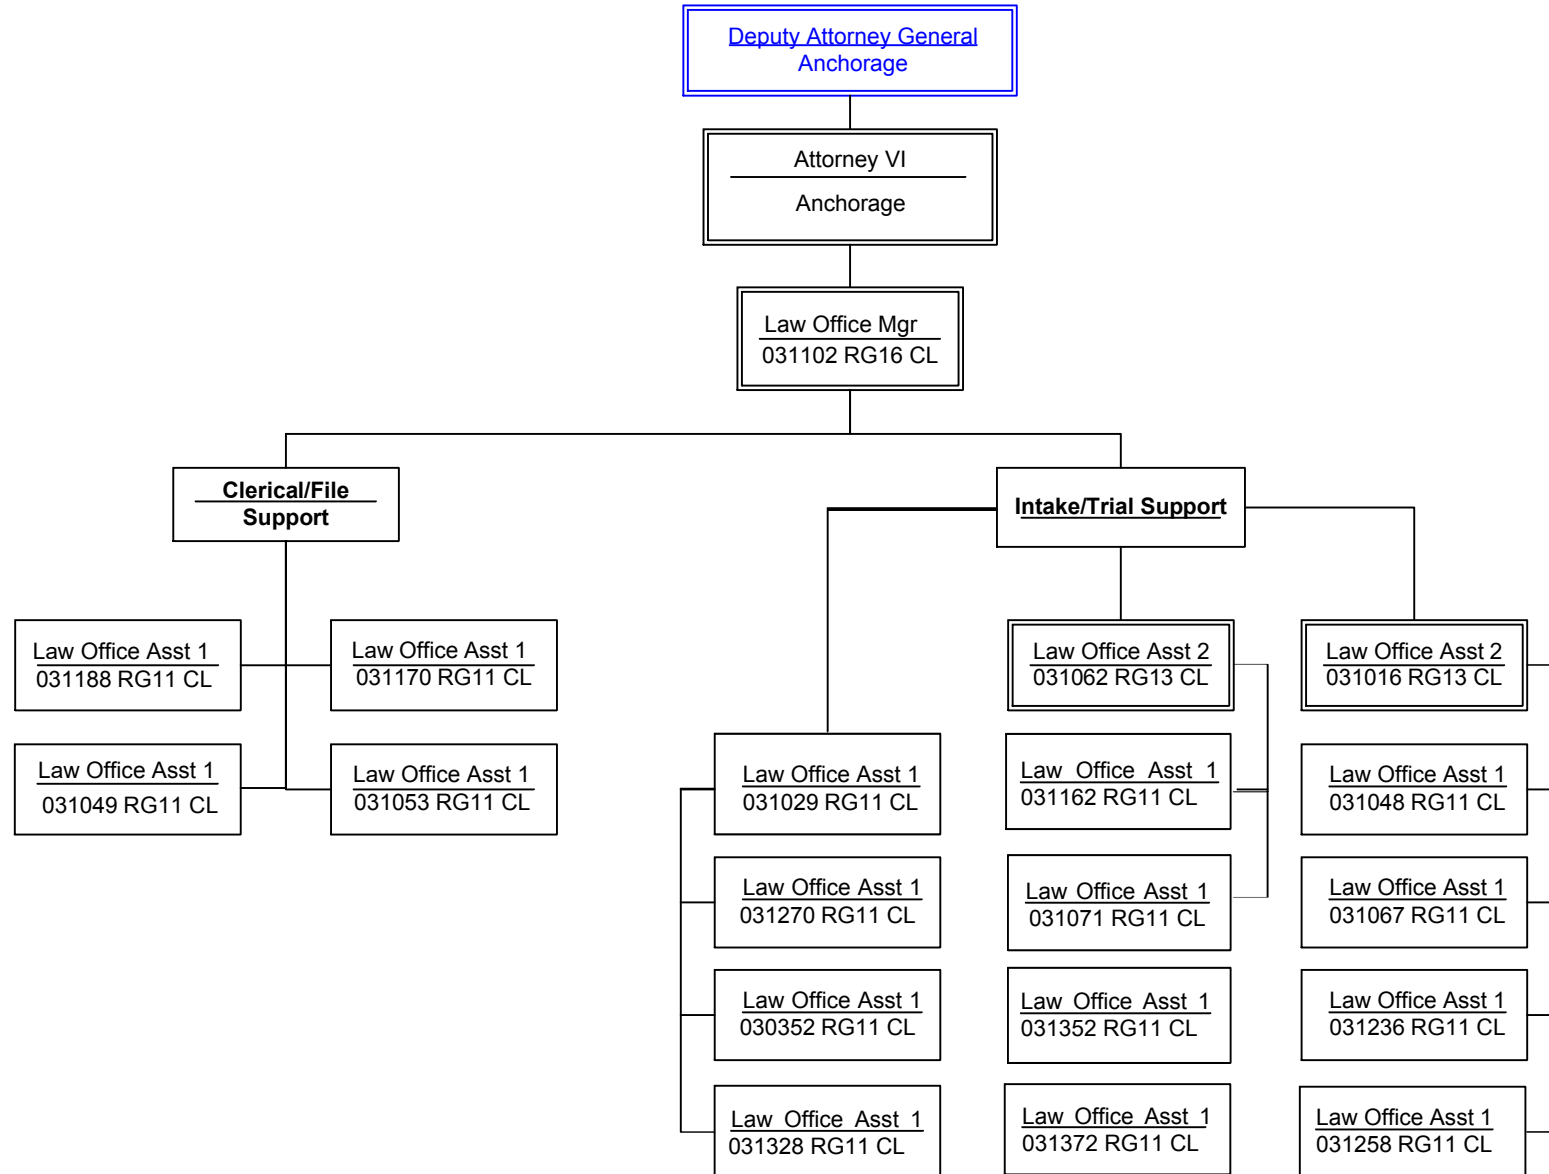 Deputy Attorney General
Anchorage
Attorney VI
Anchorage
Law Office Mgr
031102 RG16 CL
Clerical/File
Support
Intake/Trial Support
Law Office Asst 1
031188 RG11 CL
Law Office Asst 1
031170 RG11 CL
Law Office Asst 1
031049 RG11 CL
Law Office Asst 1
031053 RG11 CL
Law Office Asst 1
031029 RG11 CL
Law Office Asst 1
031270 RG11 CL
Law Office Asst 1
030352 RG11 CL
Law Office Asst 1
031328 RG11 CL
Law Office Asst 2
031062 RG13 CL
Law Office Asst 1
031162 RG11 CL
Law Office Asst 1
031071 RG11 CL
Law Office Asst 1
031352 RG11 CL
Law Office Asst 1
031372 RG11 CL
Law Office Asst 2
031016 RG13 CL
Law Office Asst 1
031048 RG11 CL
Law Office Asst 1
031067 RG11 CL
Law Office Asst 1
031236 RG11 CL
Law Office Asst 1
031258 RG11 CL